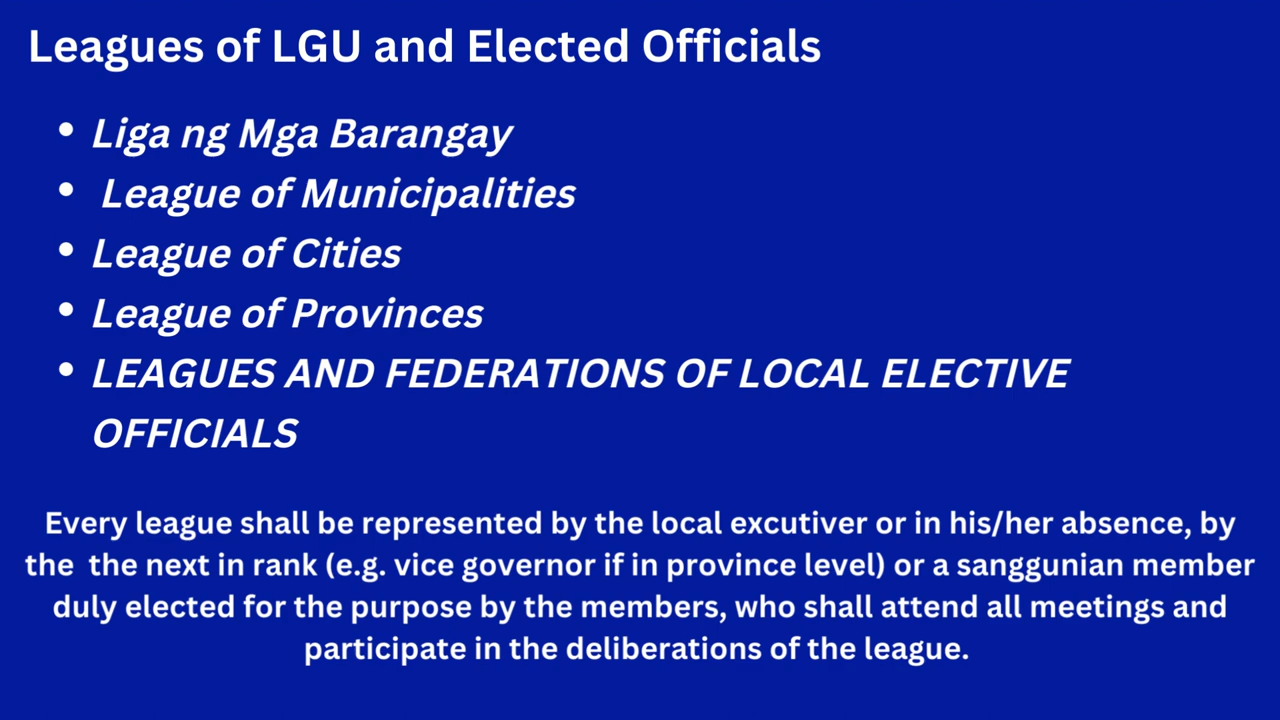 Leagues of LGU and Elected Officials
• Liga ng Mga Barangay
• League of Municipalities
• League of Cities
• League of Provinces
• LEAGUES AND FEDERATIONS OF LOCAL ELECTIVE
OFFICIALS
Every league shall be represented by the local excutiver or in his/her absence, by
the the next in rank (e.g. vice governor if in province level) or a sanggunian member
duly elected for the purpose by the members, who shall attend all meetings and
participate in the deliberations of the league.